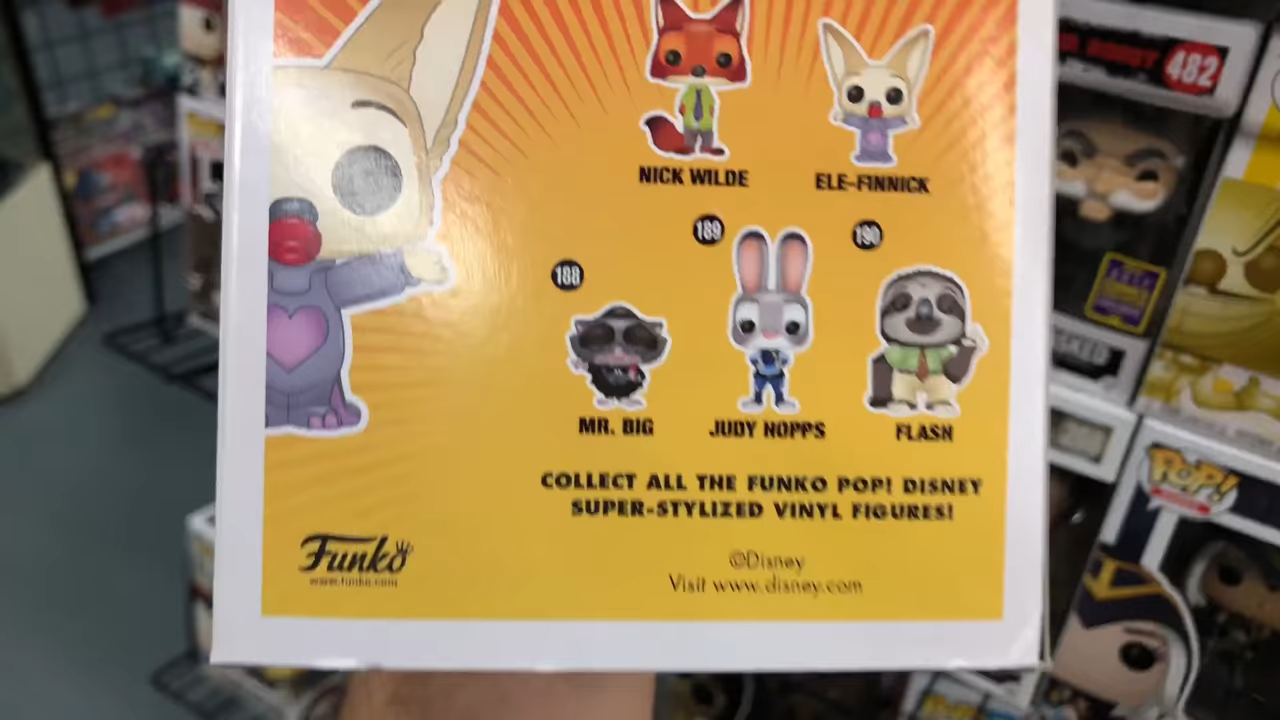 NICK WILDE
ELE-FINNICK
188
189
190
MR. BIG
JUDY HOPPS
FLASH
COLLECT ALL THE FUNKO POP! DISNEY
SUPER-STYLIZED VINYL FIGURES!
Funko
www.funko.com
©Disney
Visit www.disney.com
482
POP!